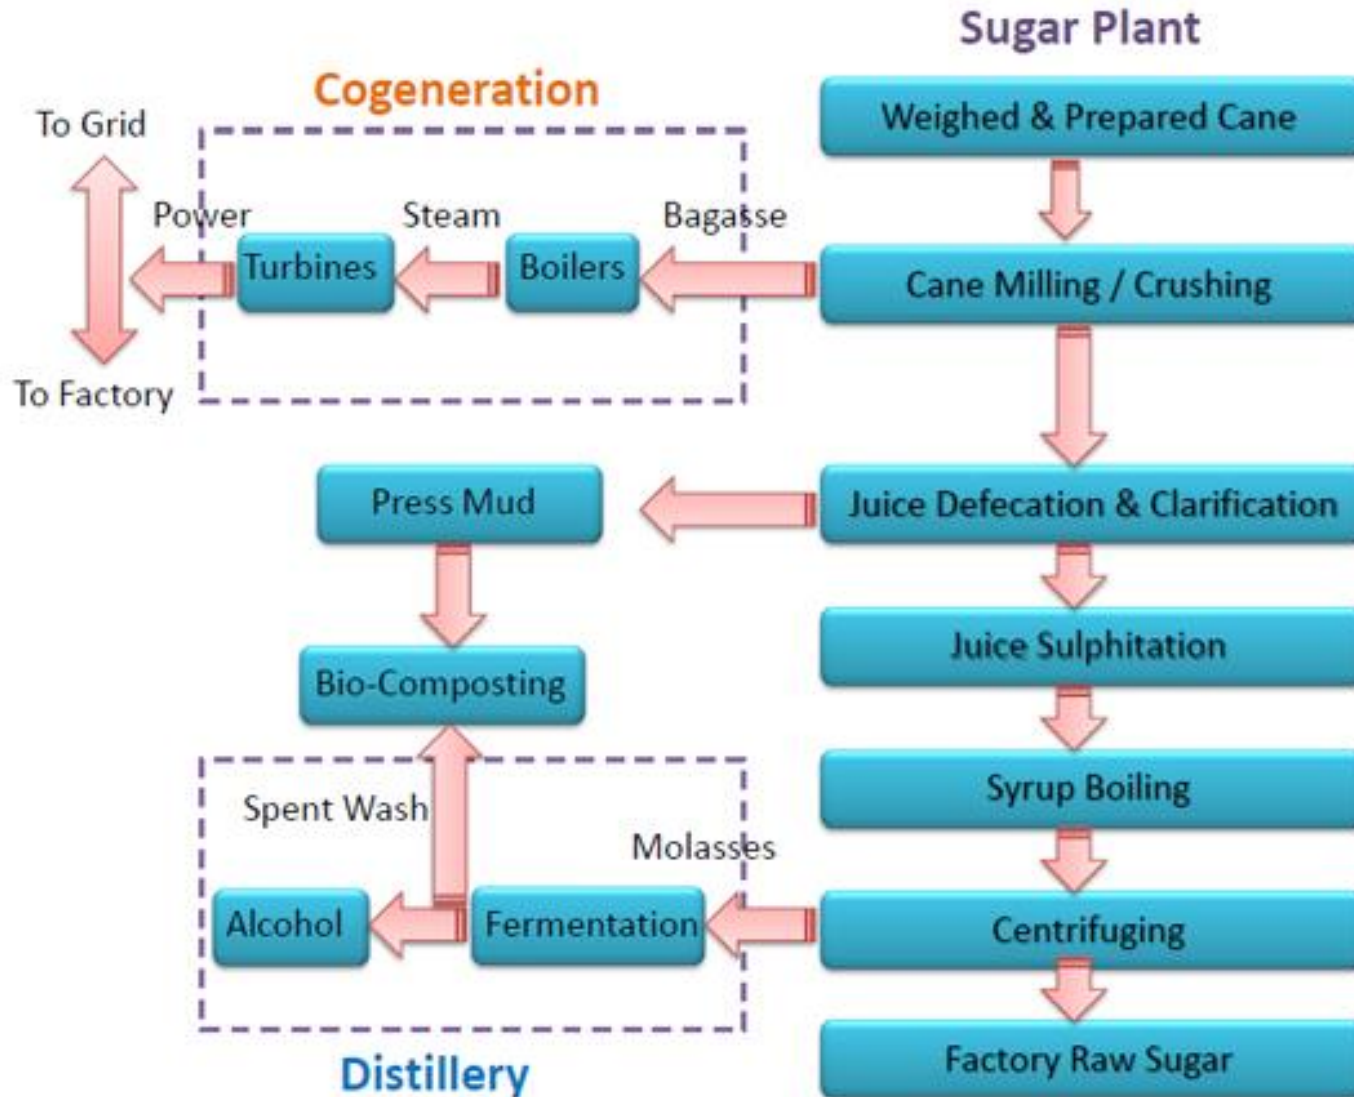 Sugar Plant
Cogeneration
To Grid
Weighed & Prepared Cane
Power
Steam
Bagasse
Turbines
Boilers
Cane Milling / Crushing
To Factory
Press Mud
Juice Defecation & Clarification
Bio-Composting
Juice Sulphitation
Spent Wash
Syrup Boiling
Molasses
Alcohol
Fermentation
Centrifuging
Distillery
Factory Raw Sugar